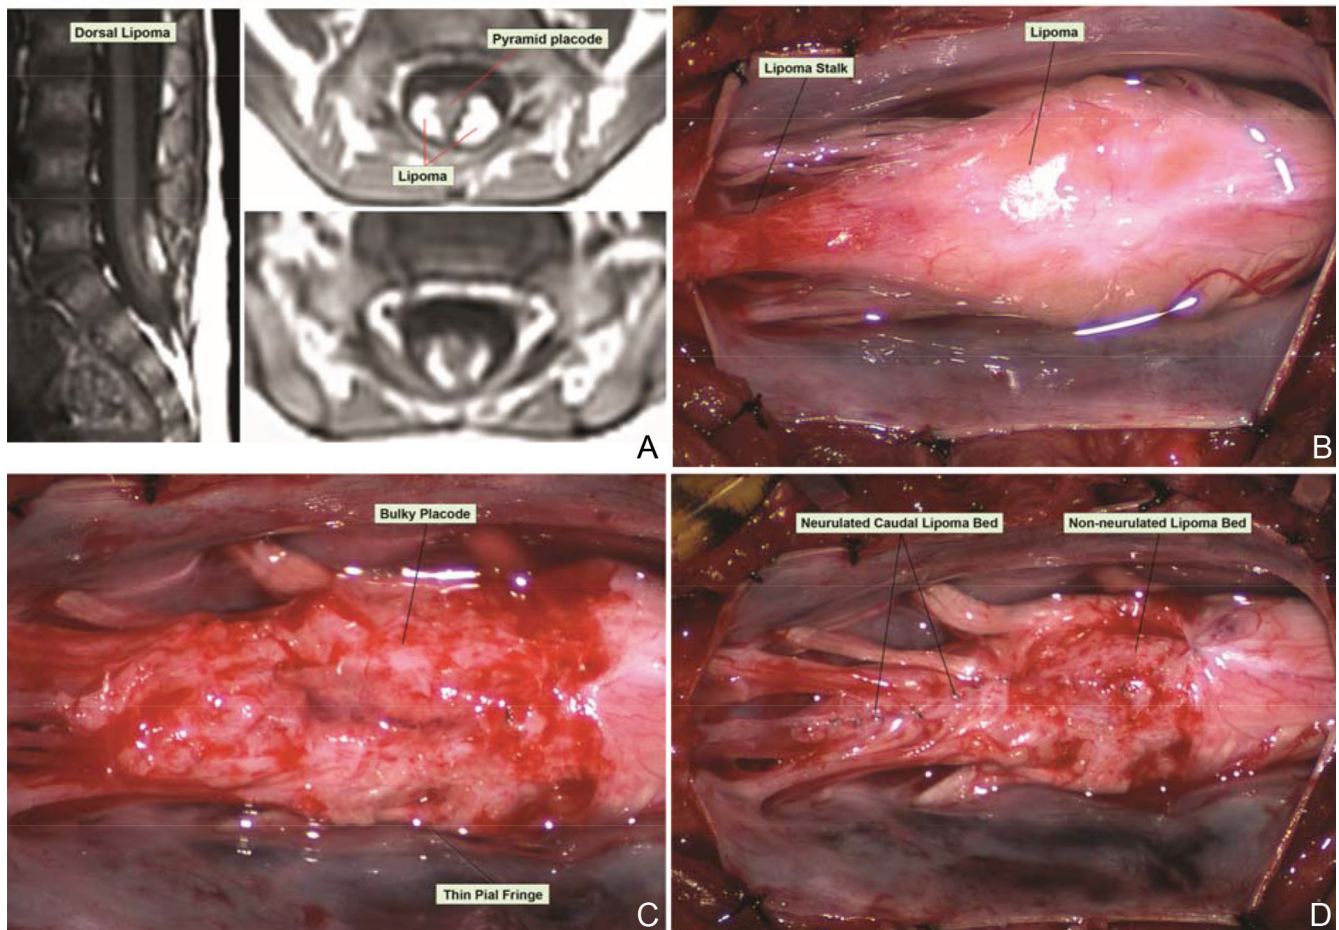 Dorsal Lipoma
Pyramid placode
Lipoma
A
Lipoma
Lipoma Stalk
B
Bulky Placode
Thin Pial Fringe
C
Neurulated Caudal Lipoma Bed
Non-neurulated Lipoma Bed
D